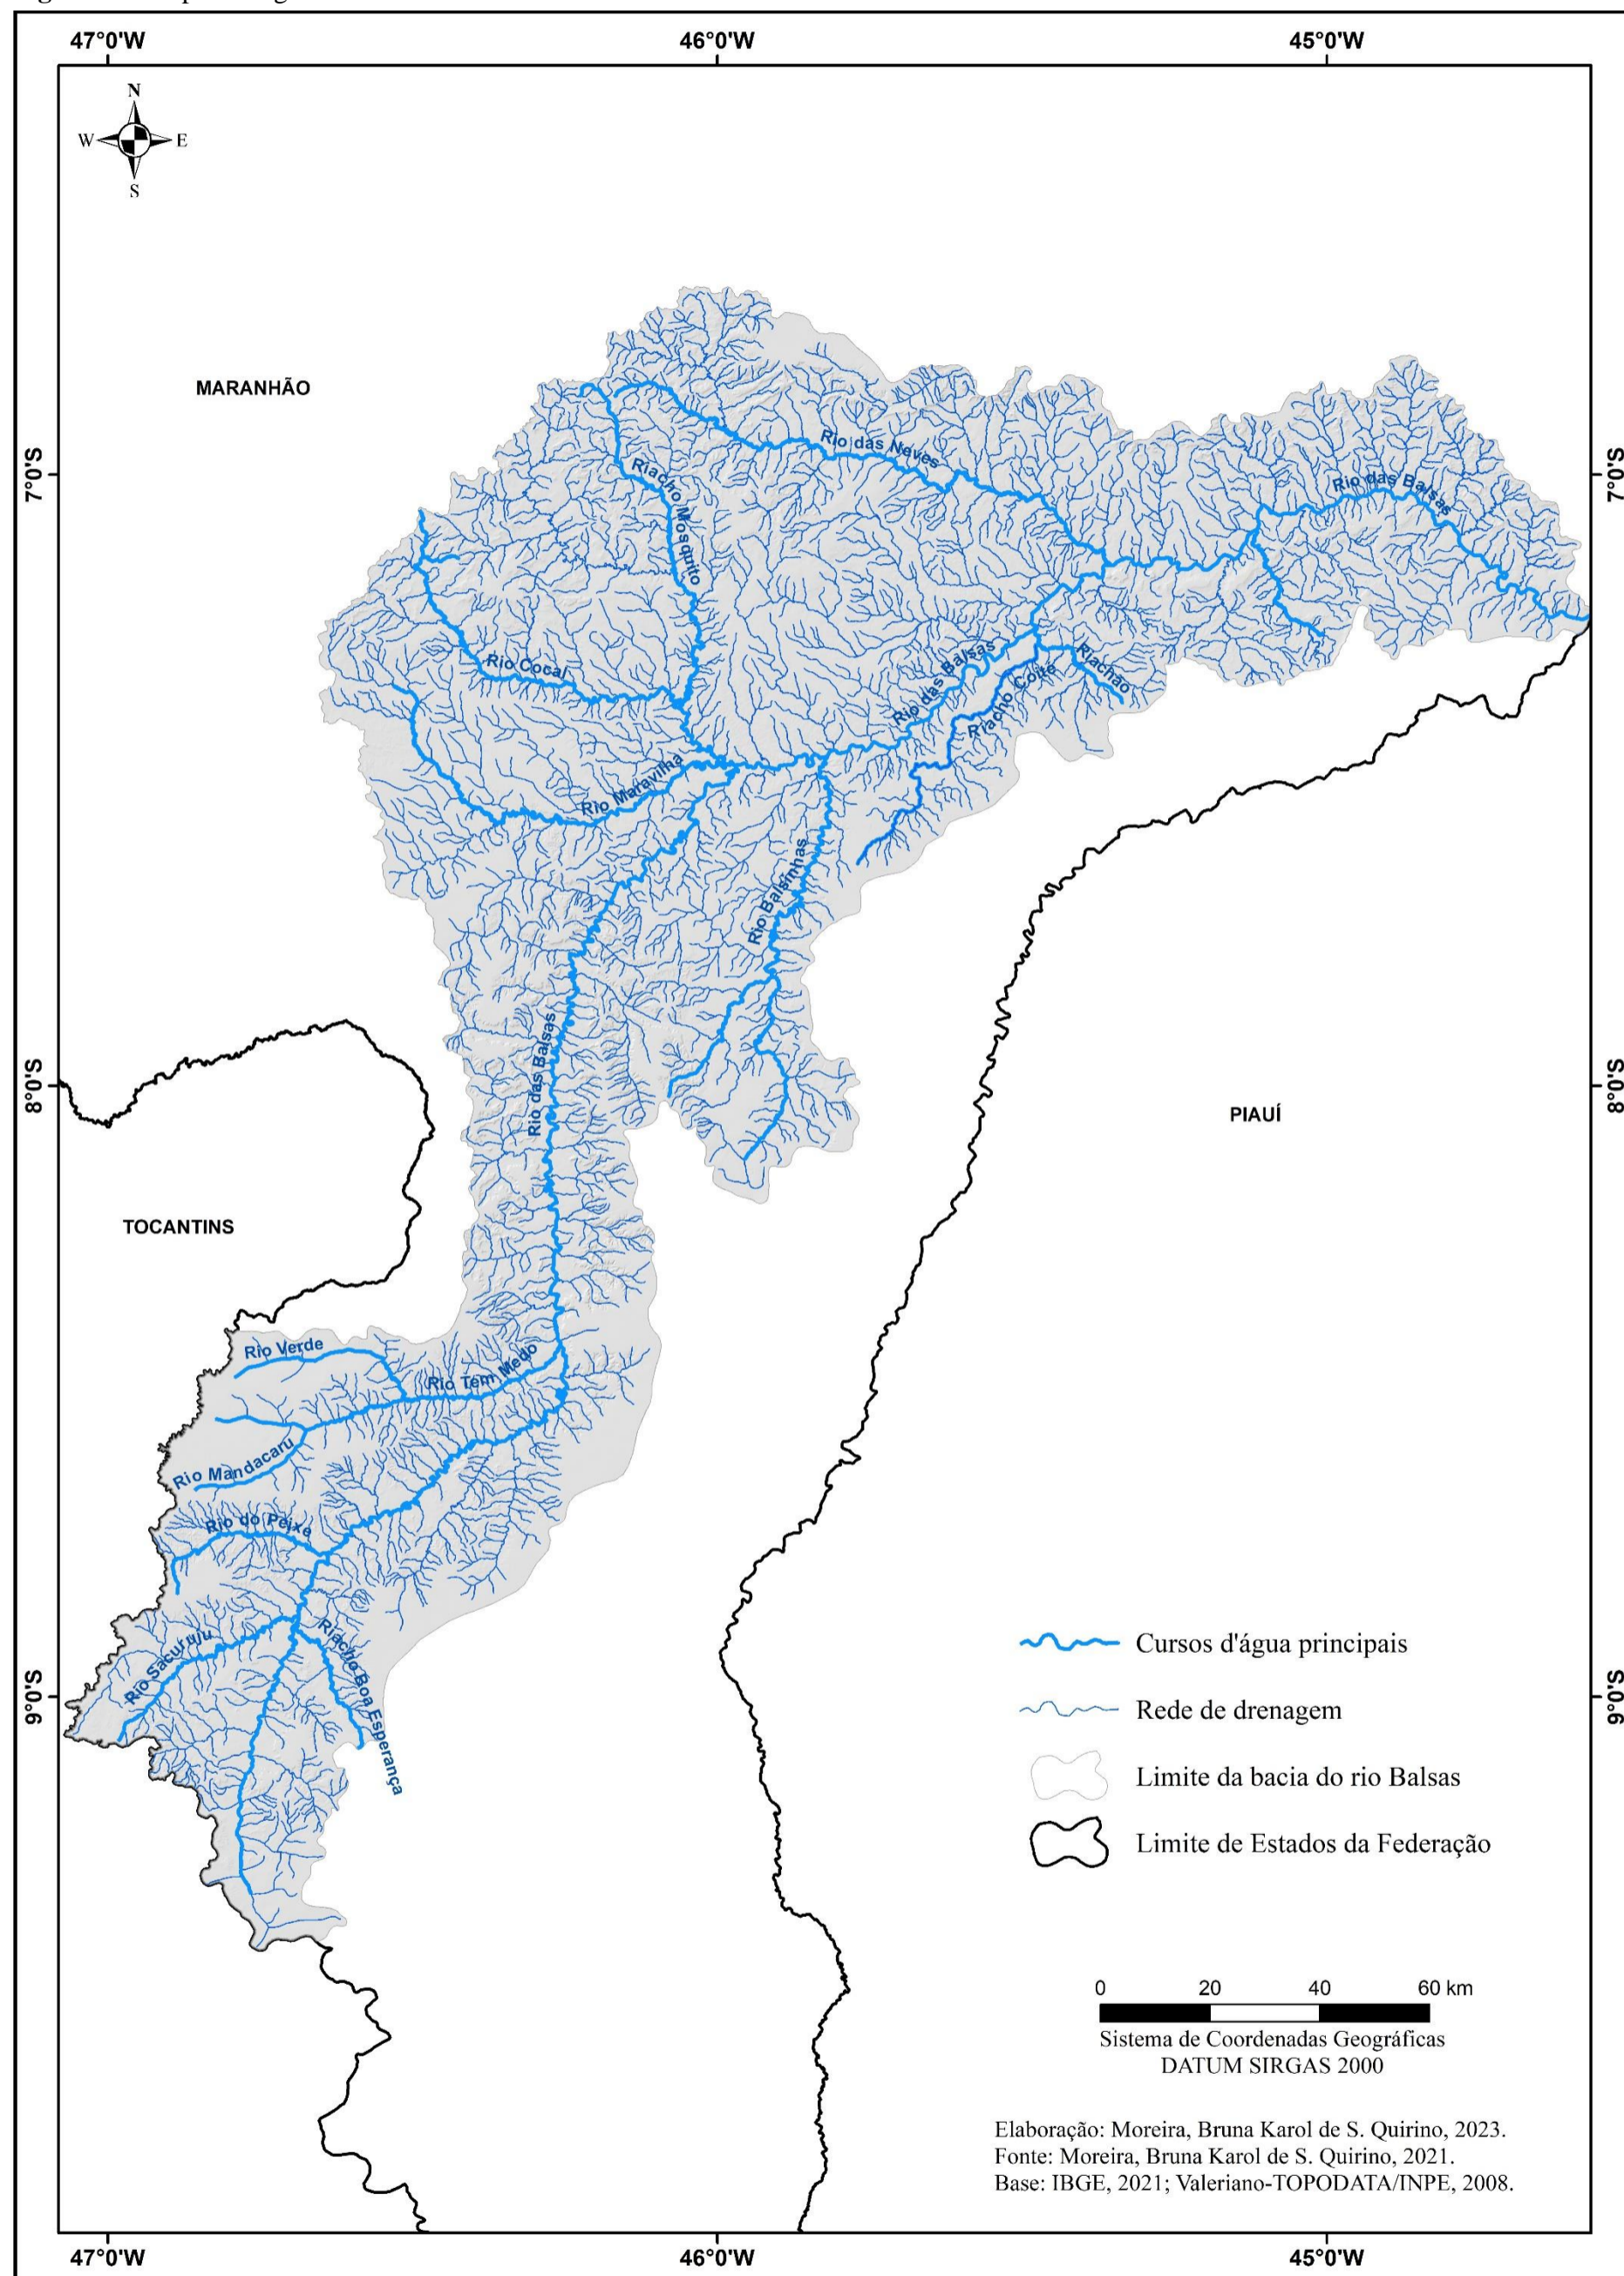 47°0'W 46°0'W 45°0'W
N
W E
S
MARANHÃO
7°0'S 7°0'S
Rio das Neves
Riacho Mosquito
Rio das Balsas
Rio Cocal
Rio das Balsas
Riacho Coité
Riachão
Rio Maravilha
Rio Balsinhas
Rio das Balsas
8°0'S 8°0'S
PIAUÍ
TOCANTINS
Rio Verde
Rio Tem Medo
Rio Mandacaru
Rio do Peixe
Rio Sacuruju
Riacho Boa Esperança
9°0'S 9°0'S
Cursos d'água principais
Rede de drenagem
Limite da bacia do rio Balsas
Limite de Estados da Federação
0 20 40 60 km
Sistema de Coordenadas Geográficas
DATUM SIRGAS 2000
Elaboração: Moreira, Bruna Karol de S. Quirino, 2023.
Fonte: Moreira, Bruna Karol de S. Quirino, 2021.
Base: IBGE, 2021; Valeriano-TOPODATA/INPE, 2008.
47°0'W 46°0'W 45°0'W